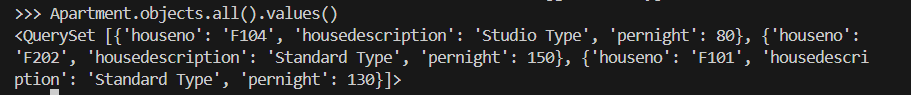 >>> Apartment.objects.all().values()
<QuerySet [{'houseno': 'F104', 'housedescription': 'Studio Type', 'pernight': 80}, {'houseno':
'F202', 'housedescription': 'Standard Type', 'pernight': 150}, {'houseno': 'F101', 'housedescri
ption': 'Standard Type', 'pernight': 130}]>